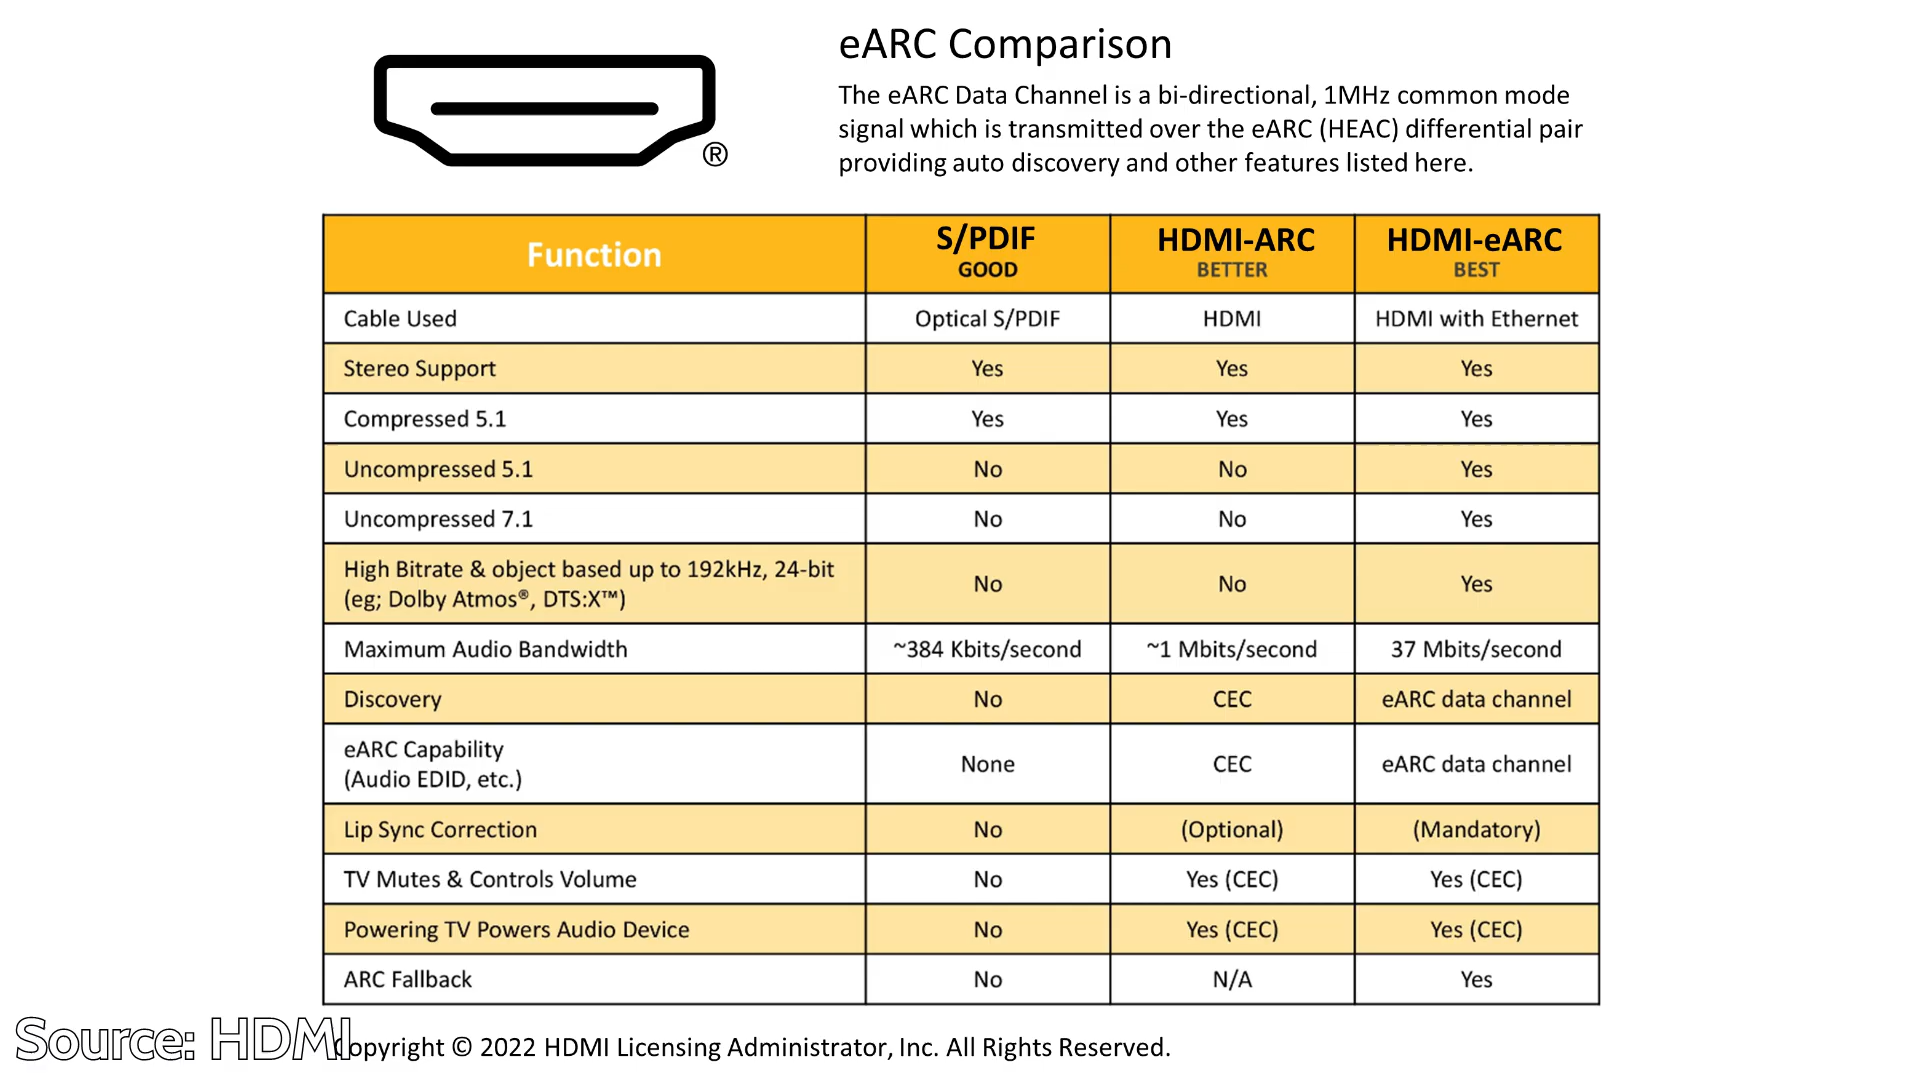 eARC Comparison
The eARC Data Channel is a bi-directional, 1MHz common mode
signal which is transmitted over the eARC (HEAC) differential pair
providing auto discovery and other features listed here.
®
Function S/PDIF GOOD HDMI-ARC BETTER HDMI-eARC BEST
Cable Used Optical S/PDIF HDMI HDMI with Ethernet
Stereo Support Yes Yes Yes
Compressed 5.1 Yes Yes Yes
Uncompressed 5.1 No No Yes
Uncompressed 7.1 No No Yes
High Bitrate & object based up to 192kHz, 24-bit
(eg; Dolby Atmos®, DTS:X™) No No Yes
Maximum Audio Bandwidth ~384 Kbits/second ~1 Mbits/second 37 Mbits/second
Discovery No CEC eARC data channel
eARC Capability
(Audio EDID, etc.) None CEC eARC data channel
Lip Sync Correction No (Optional) (Mandatory)
TV Mutes & Controls Volume No Yes (CEC) Yes (CEC)
Powering TV Powers Audio Device No Yes (CEC) Yes (CEC)
ARC Fallback No N/A Yes
Source: HDMI
Copyright © 2022 HDMI Licensing Administrator, Inc. All Rights Reserved.